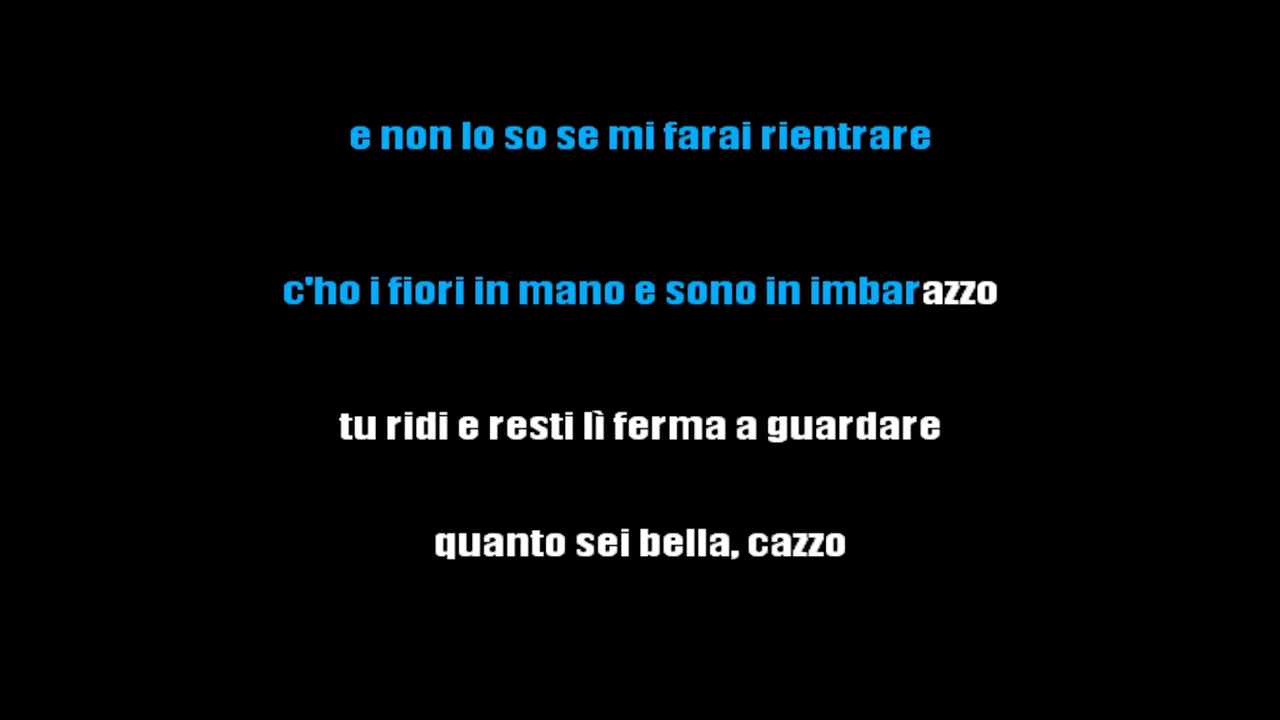 e non lo so se mi farai rientrare
c'ho i fiori in mano e sono in imbarazzo
tu ridi e resti lì ferma a guardare
quanto sei bella, cazzo